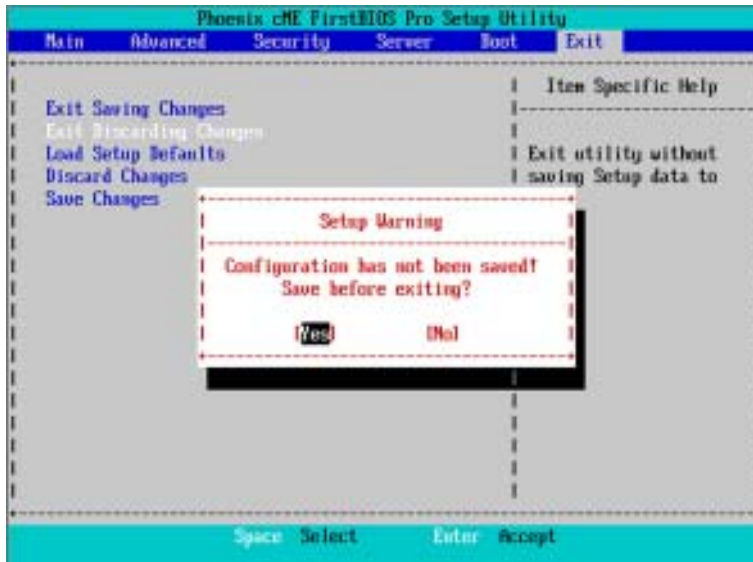 Phoenix cME FirstBIOS Pro Setup Utility
Main Advanced Security Server Boot Exit
Item Specific Help
Exit Saving Changes
Exit Discarding Changes
Load Setup Defaults
Discard Changes
Save Changes
Exit utility without
saving Setup data to
Setup Warning
Configuration has not been saved!
Save before exiting?
[Yes] [No]
Space Select Enter Accept